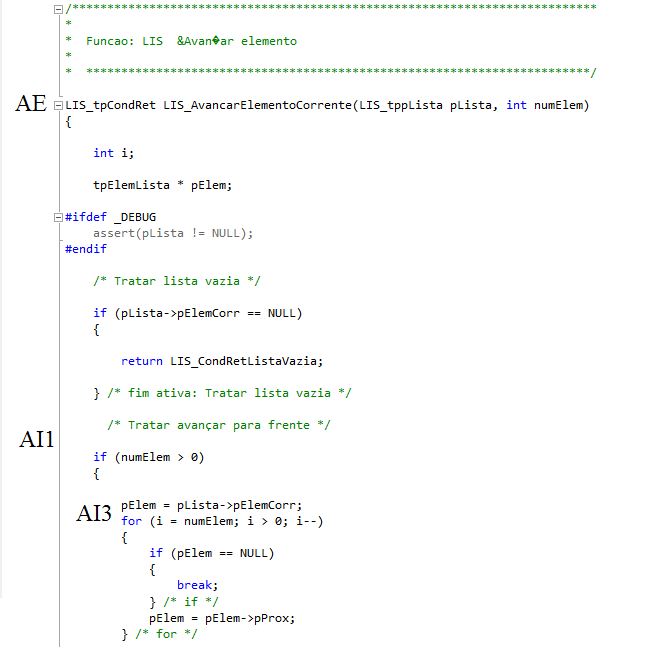 /***************************************************************************
*
*  Funcao: LIS  &Avan�ar elemento
*
*  ************************************************************************/
AE LIS_tpCondRet LIS_AvancarElementoCorrente(LIS_tppLista pLista, int numElem)
{
int i;
tpElemLista * pElem;
#ifdef _DEBUG
assert(pLista != NULL);
#endif
/* Tratar lista vazia */
if (pLista->pElemCorr == NULL)
{
return LIS_CondRetListaVazia;
} /* fim ativa: Tratar lista vazia */
/* Tratar avançar para frente */
AI1
if (numElem > 0)
{
pElem = pLista->pElemCorr;
AI3
for (i = numElem; i > 0; i--)
{
if (pElem == NULL)
{
break;
} /* if */
pElem = pElem->pProx;
} /* for */